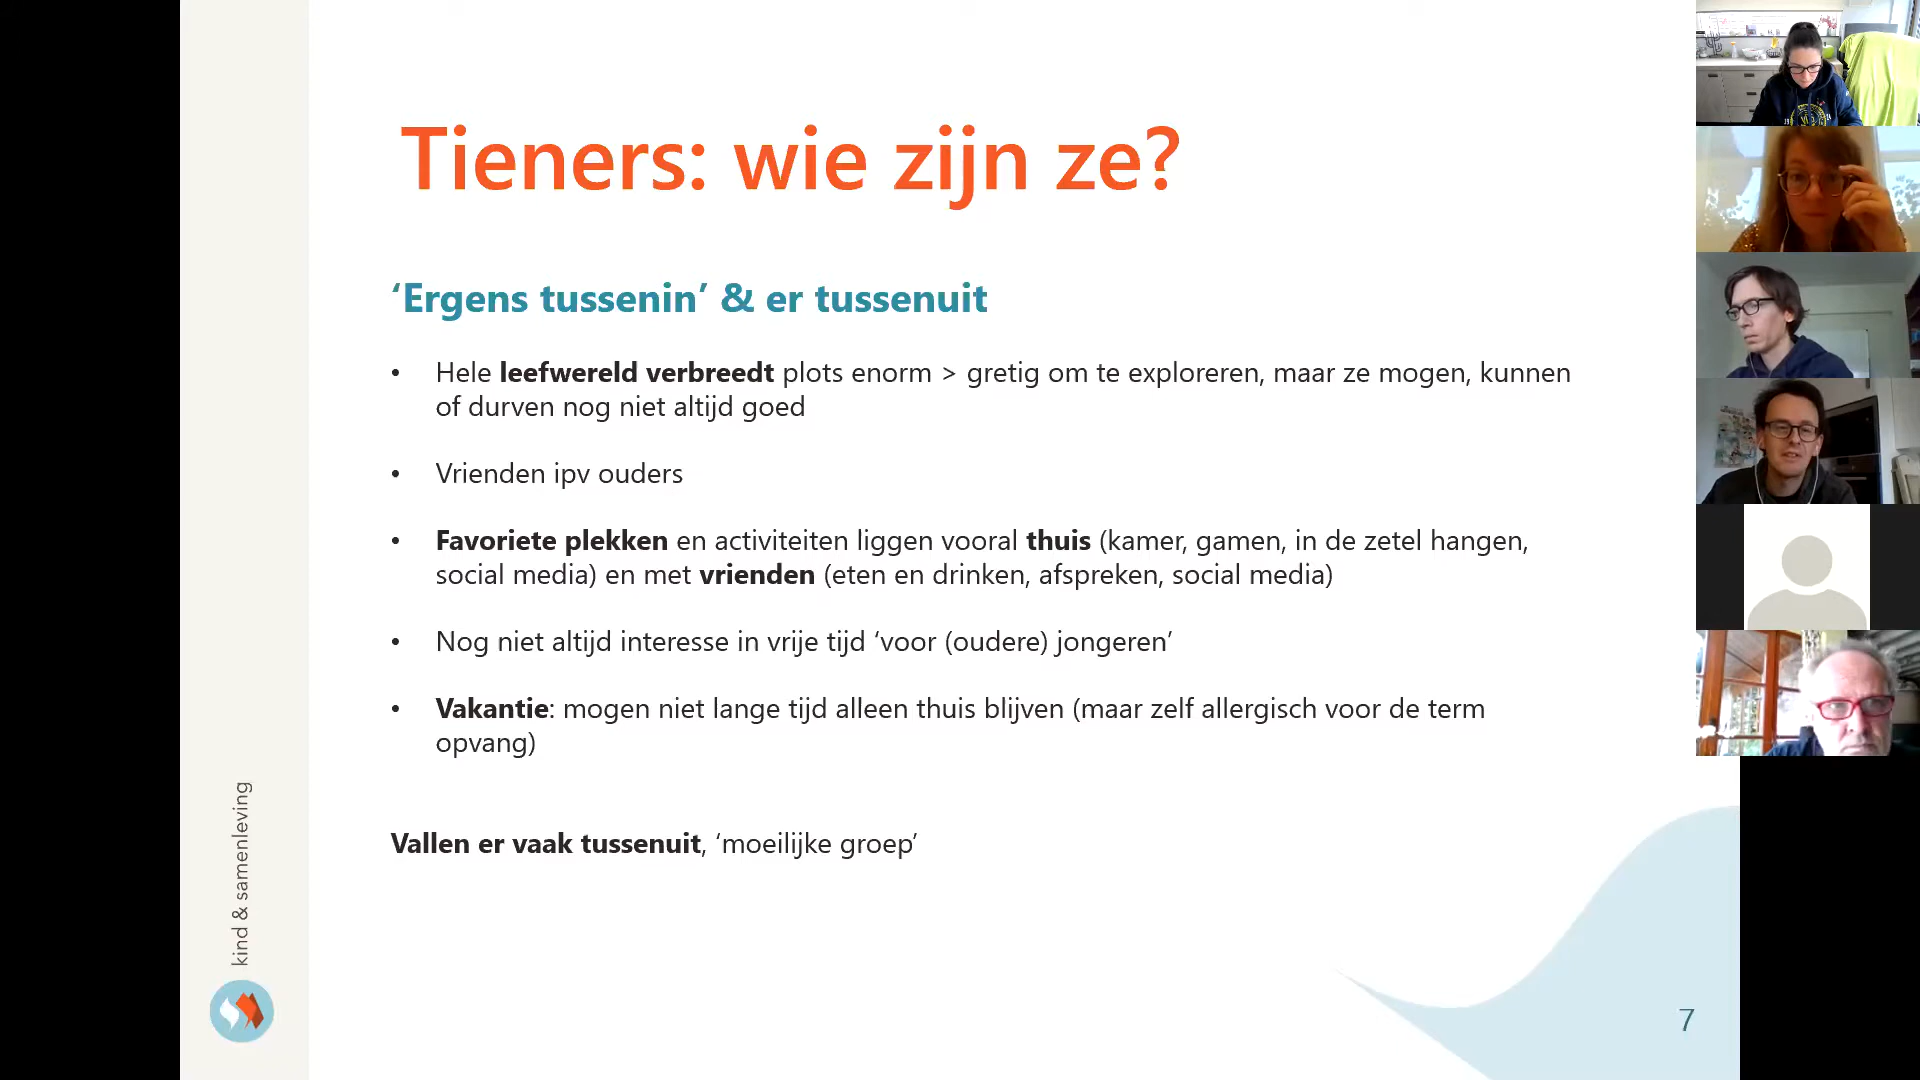 Tieners: wie zijn ze?
‘Ergens tussenin’ & er tussenuit
• Hele leefwereld verbreedt plots enorm > gretig om te exploreren, maar ze mogen, kunnen
of durven nog niet altijd goed
• Vrienden ipv ouders
• Favoriete plekken en activiteiten liggen vooral thuis (kamer, gamen, in de zetel hangen,
social media) en met vrienden (eten en drinken, afspreken, social media)
• Nog niet altijd interesse in vrije tijd ‘voor (oudere) jongeren’
• Vakantie: mogen niet lange tijd alleen thuis blijven (maar zelf allergisch voor de term
opvang)
Vallen er vaak tussenuit, ‘moeilijke groep’
kind & samenleving
7